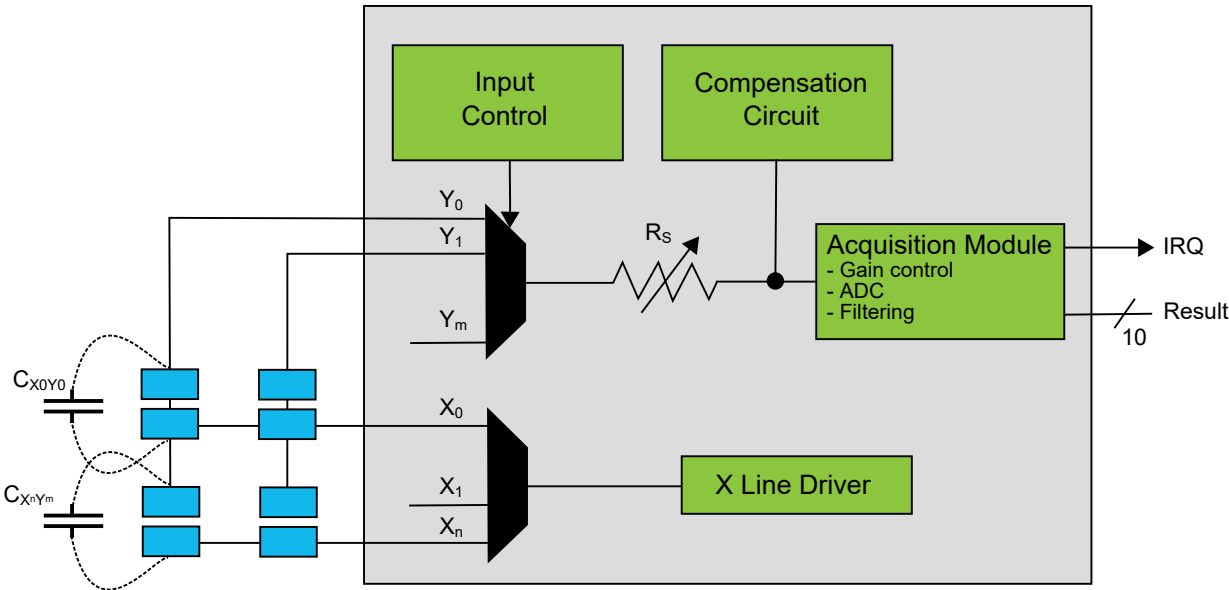 Input
Control
Compensation
Circuit
Y0
Y1
Ym
RS
Acquisition Module
- Gain control
- ADC
- Filtering
IRQ
Result
10
CX0Y0
CXnYm
X0
X1
Xn
X Line Driver